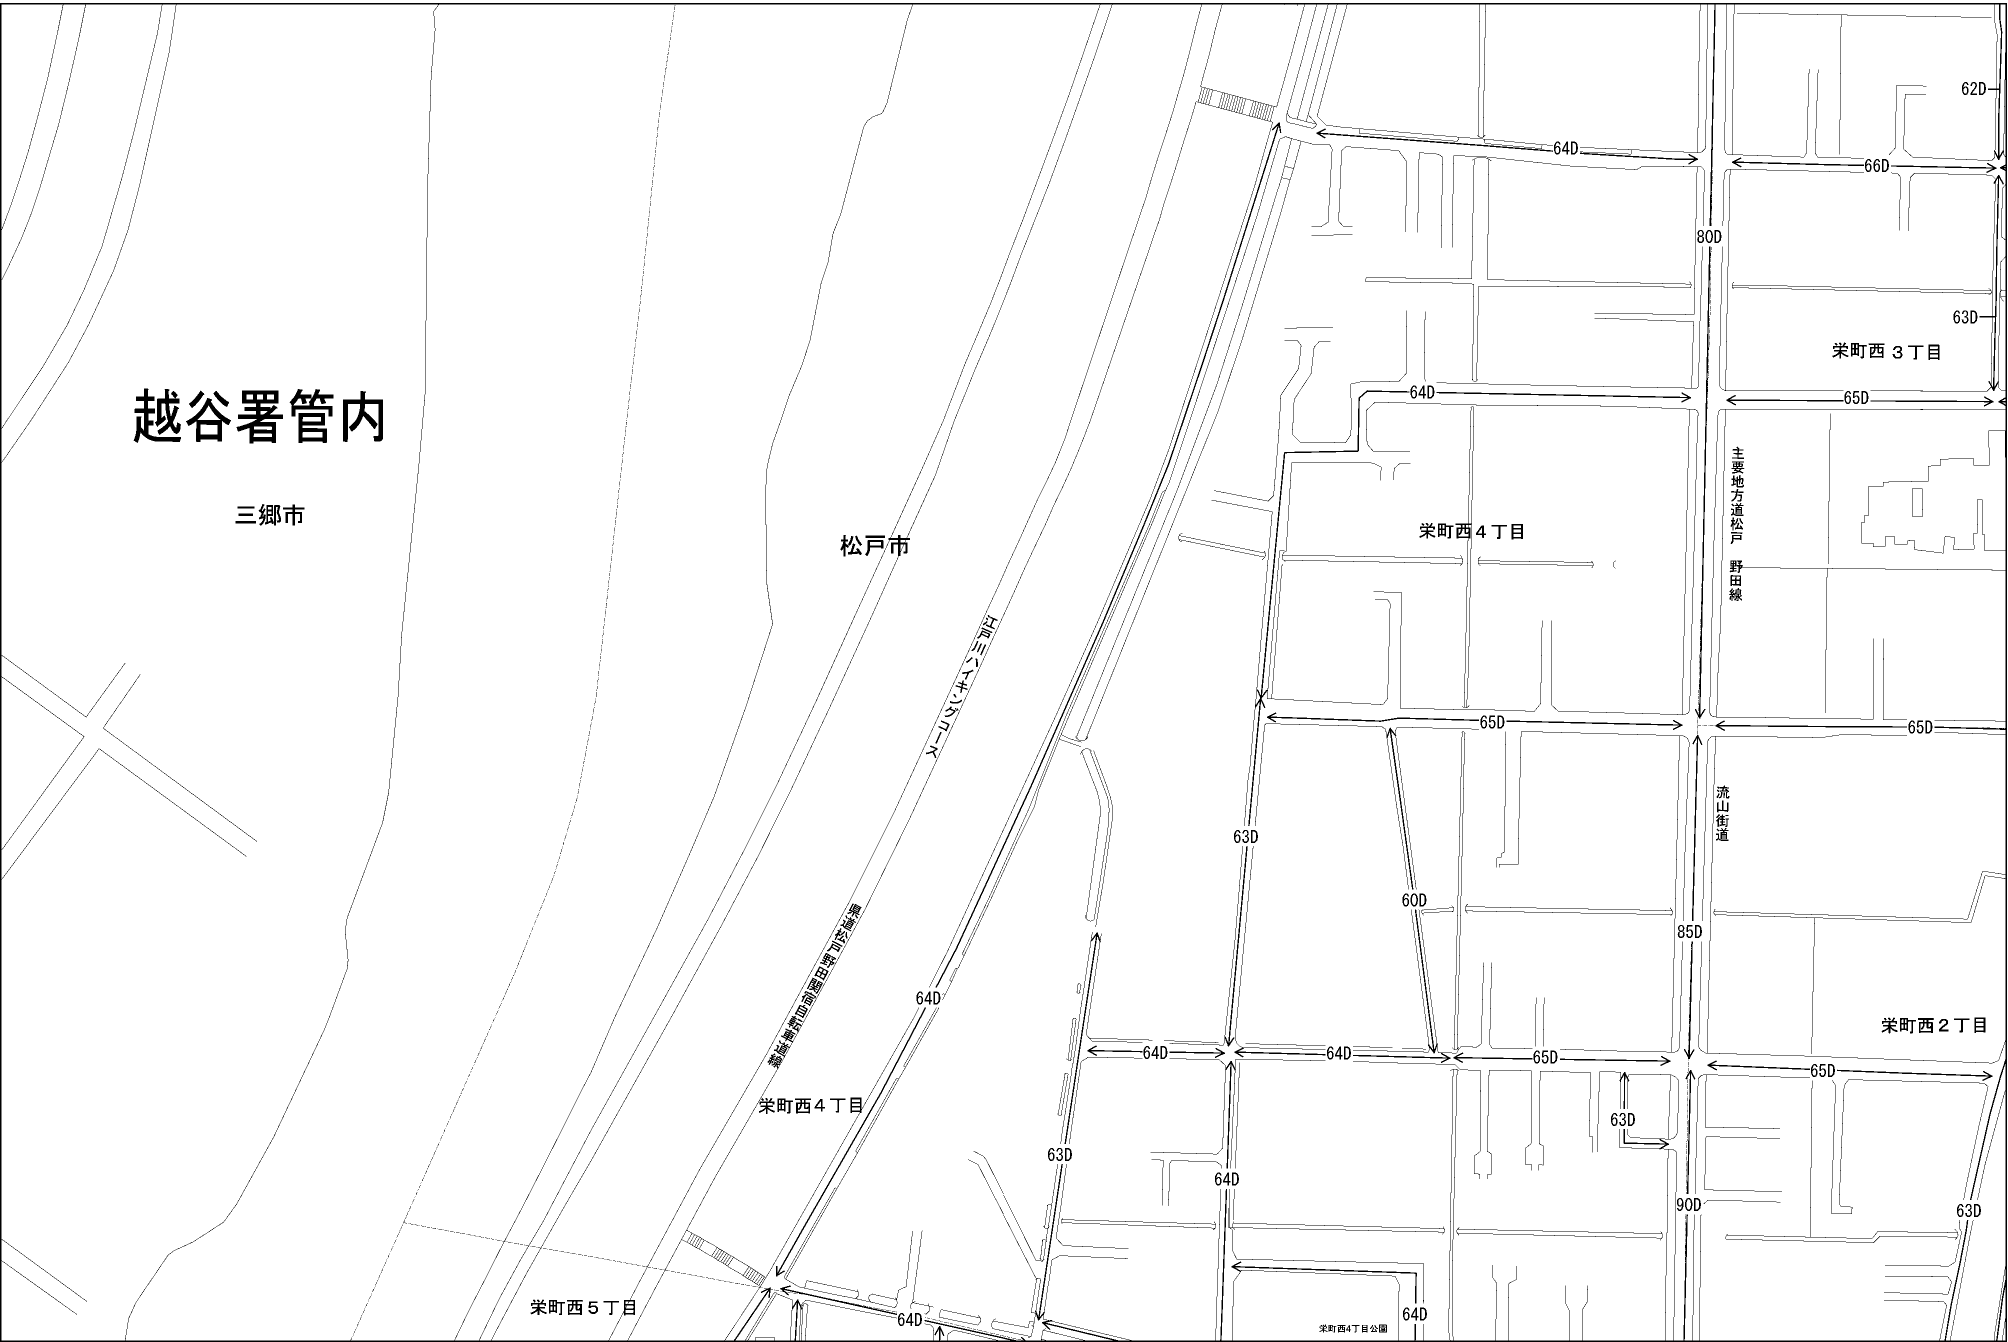 62D
64D
66D
80D
63D
栄町西３丁目
64D
65D
越谷署管内
三郷市
松戸市
主要地方道松戸　野田線
栄町西４丁目
江戸川ハイキングコース
65D
65D
流山街道
63D
60D
85D
県道松戸野田関宿自転車道線
64D
栄町西２丁目
64D
64D
65D
65D
栄町西４丁目
63D
63D
64D
90D
63D
栄町西５丁目
64D
64D
栄町西4丁目公園